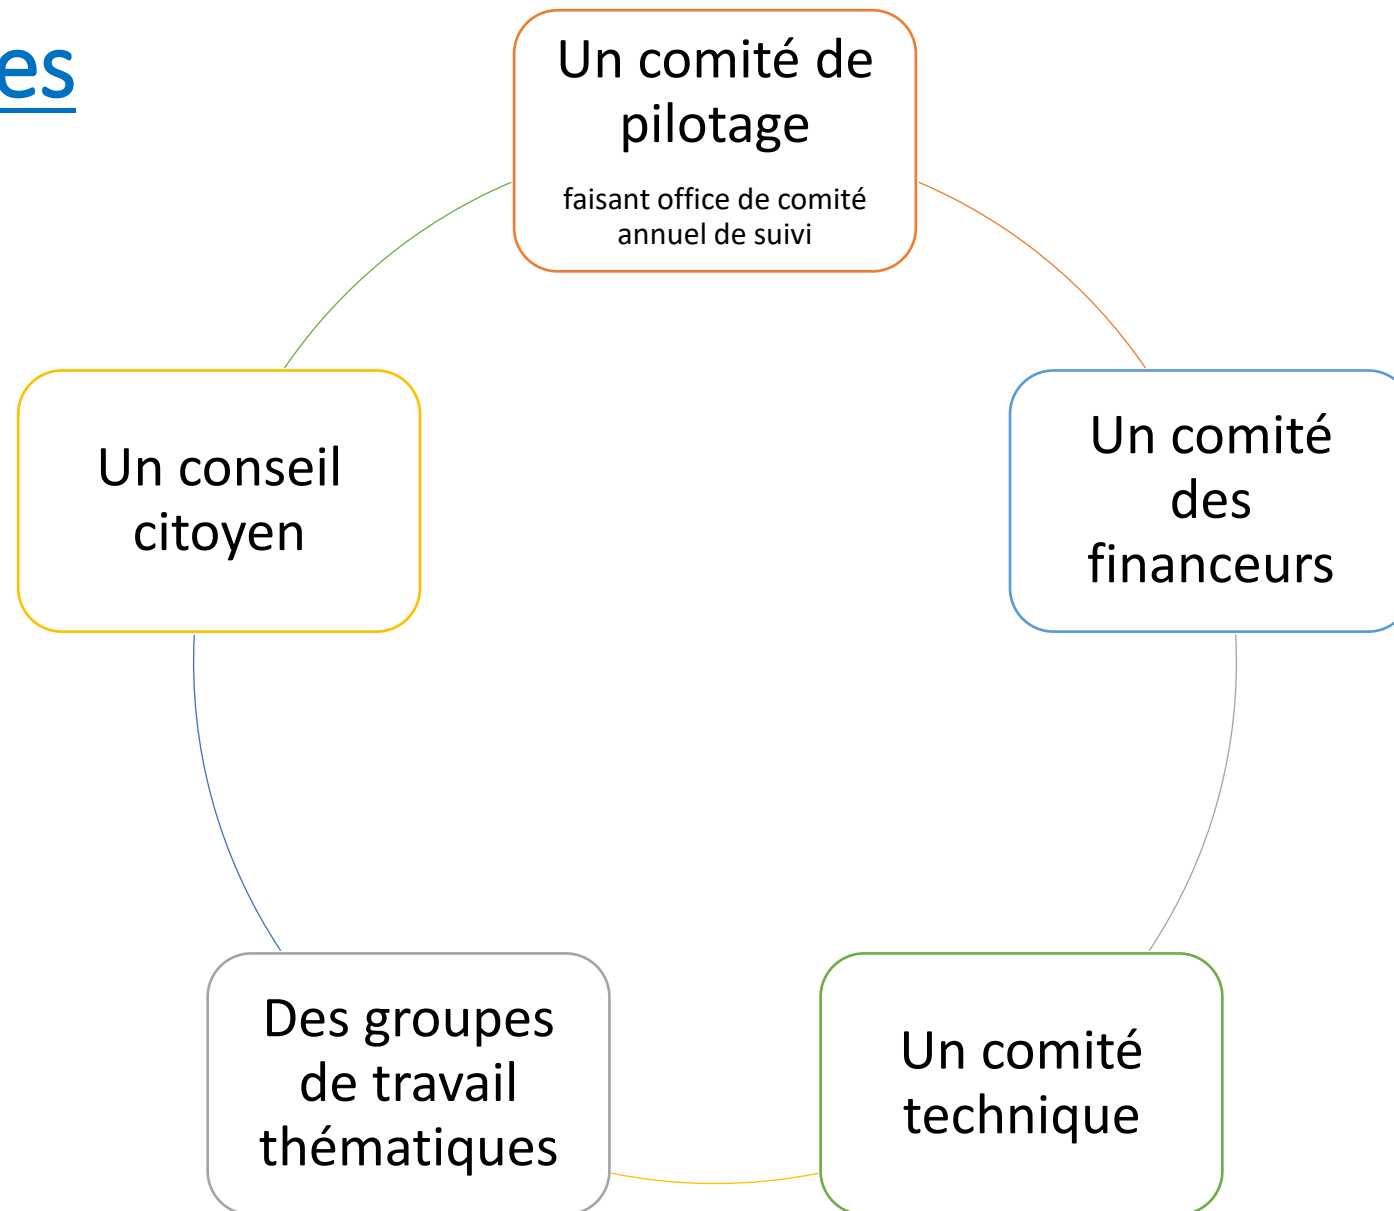 es
Un comité de
pilotage
faisant office de comité
annuel de suivi
Un conseil
citoyen
Un comité
des
financeurs
Des groupes
de travail
thématiques
Un comité
technique